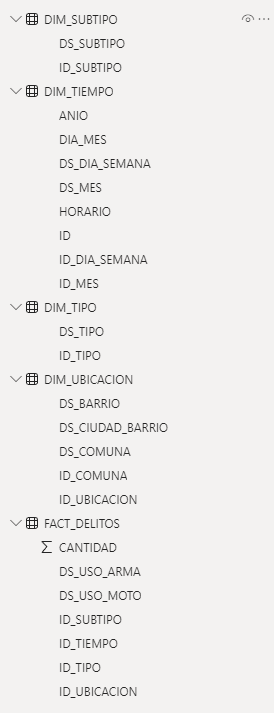 DIM_SUBTIPO
DS_SUBTIPO
ID_SUBTIPO
DIM_TIEMPO
ANIO
DIA_MES
DS_DIA_SEMANA
DS_MES
HORARIO
ID
ID_DIA_SEMANA
ID_MES
DIM_TIPO
DS_TIPO
ID_TIPO
DIM_UBICACION
DS_BARRIO
DS_CIUDAD_BARRIO
DS_COMUNA
ID_COMUNA
ID_UBICACION
FACT_DELITOS
CANTIDAD
DS_USO_ARMA
DS_USO_MOTO
ID_SUBTIPO
ID_TIEMPO
ID_TIPO
ID_UBICACION